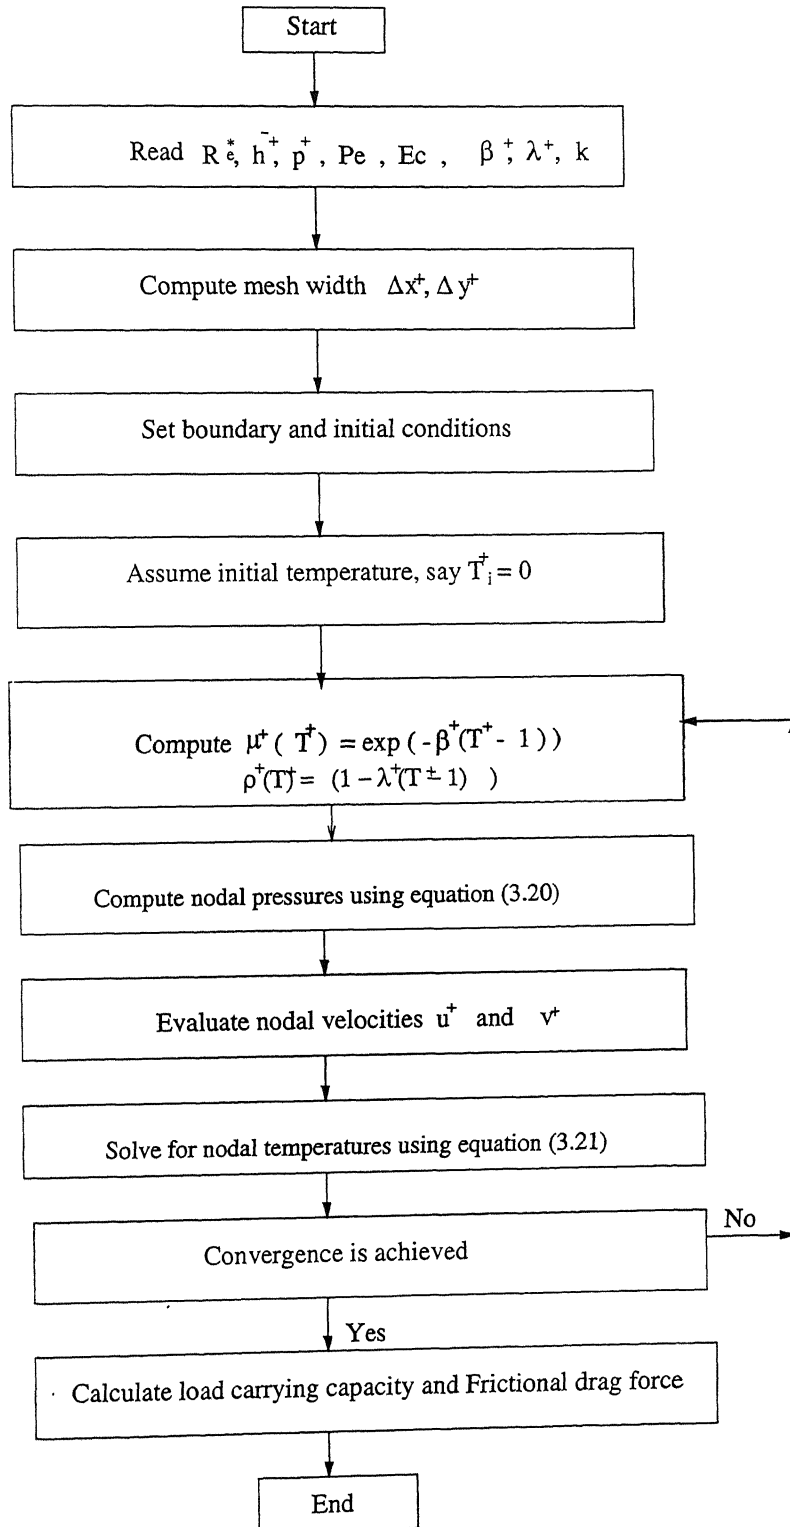 Start
Read R*e, h̄⁺, p⁺, Pe, Ec, β⁺, λ⁺, k
Compute mesh width Δx⁺, Δy⁺
Set boundary and initial conditions
Assume initial temperature, say T⁺ᵢ = 0
Compute μ⁺(T⁺) = exp(-β⁺(T⁺- 1))
ρ⁺(T⁺) = (1 – λ⁺(T⁺– 1) )
Compute nodal pressures using equation (3.20)
Evaluate nodal velocities u⁺ and v⁺
Solve for nodal temperatures using equation (3.21)
No
Convergence is achieved
Yes
Calculate load carrying capacity and Frictional drag force
End